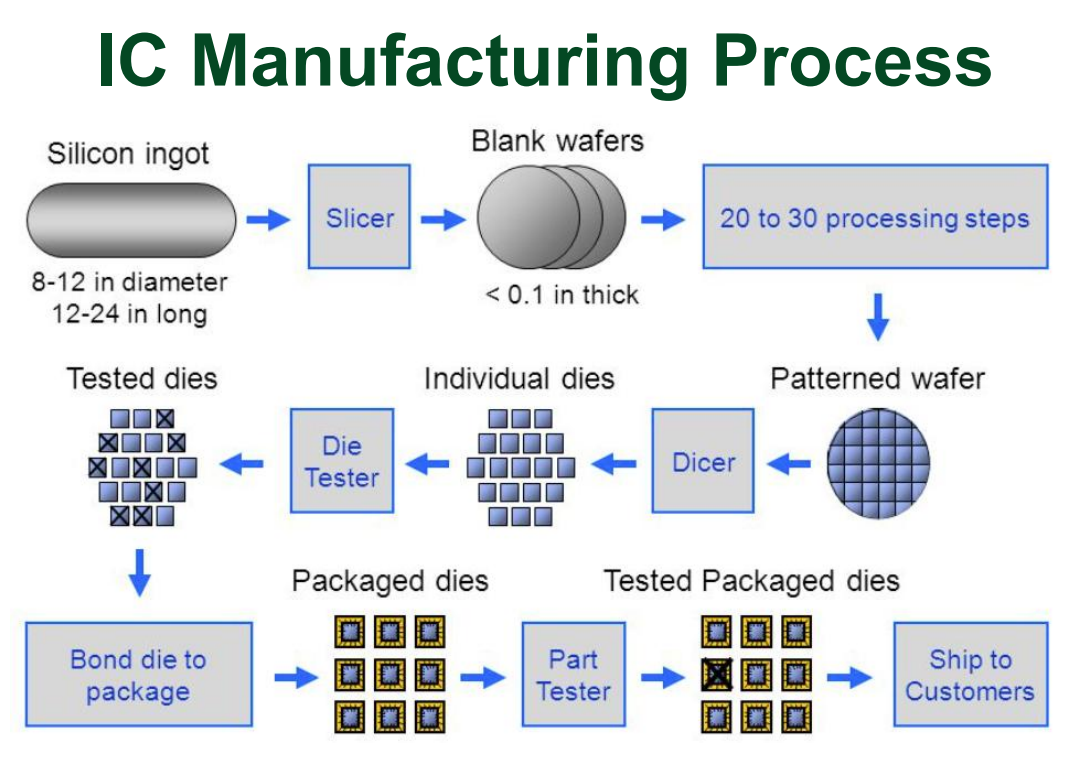 IC Manufacturing Process
Silicon ingot
8-12 in diameter
12-24 in long
Slicer
Blank wafers
< 0.1 in thick
20 to 30 processing steps
Patterned wafer
Dicer
Individual dies
Die
Tester
Tested dies
Bond die to
package
Packaged dies
Part
Tester
Tested Packaged dies
Ship to
Customers